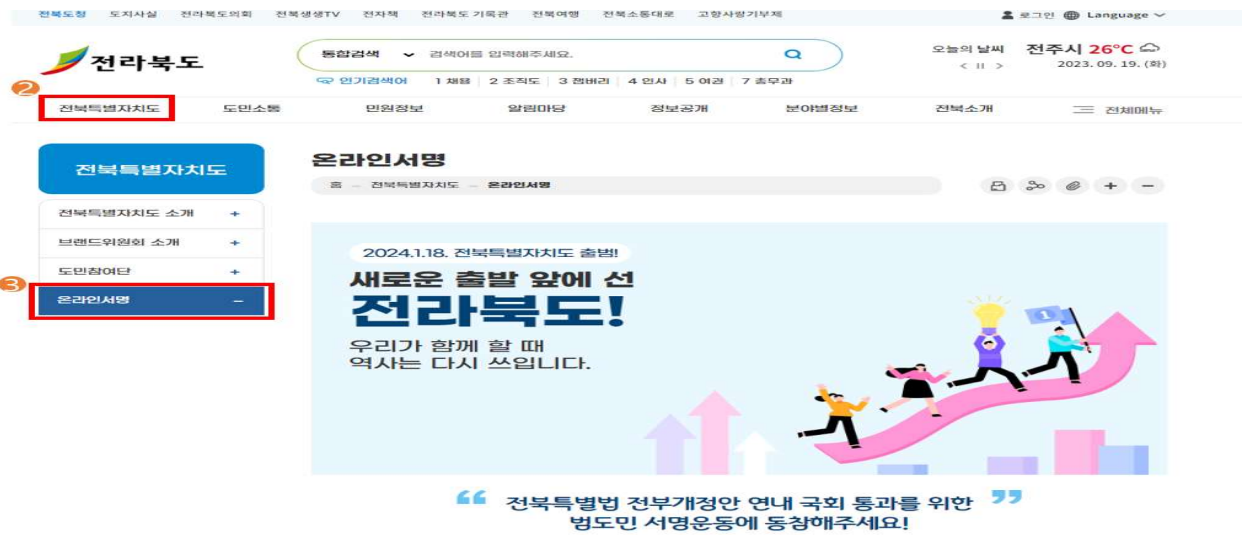 전북도청 도지사실 전라북도의회 전북생생TV 전자책 전라북도 기록관 전북여행 전북소통대로 고향사랑기부제 로그인 Language
전라북도
통합검색 검색어를 입력해주세요.
오늘의 날씨 전주시 26°C
< II > 2023. 09. 19. (화)
인기검색어 1 채용 2 조직도 3 잼버리 4 인사 5 여권 7 총무과
2
전북특별자치도 도민소통 민원정보 알림마당 정보공개 분야별정보 전북소개 전체메뉴
전북특별자치도
온라인서명
홈 - 전북특별자치도 - 온라인서명
전북특별자치도 소개 +
브랜드위원회 소개 +
도민참여단 +
3
온라인서명 -
2024.1.18. 전북특별자치도 출범!
새로운 출발 앞에 선
전라북도!
우리가 함께 할 때
역사는 다시 쓰입니다.
1
“ 전북특별법 전부개정안 연내 국회 통과를 위한 ”
범도민 서명운동에 동참해주세요!